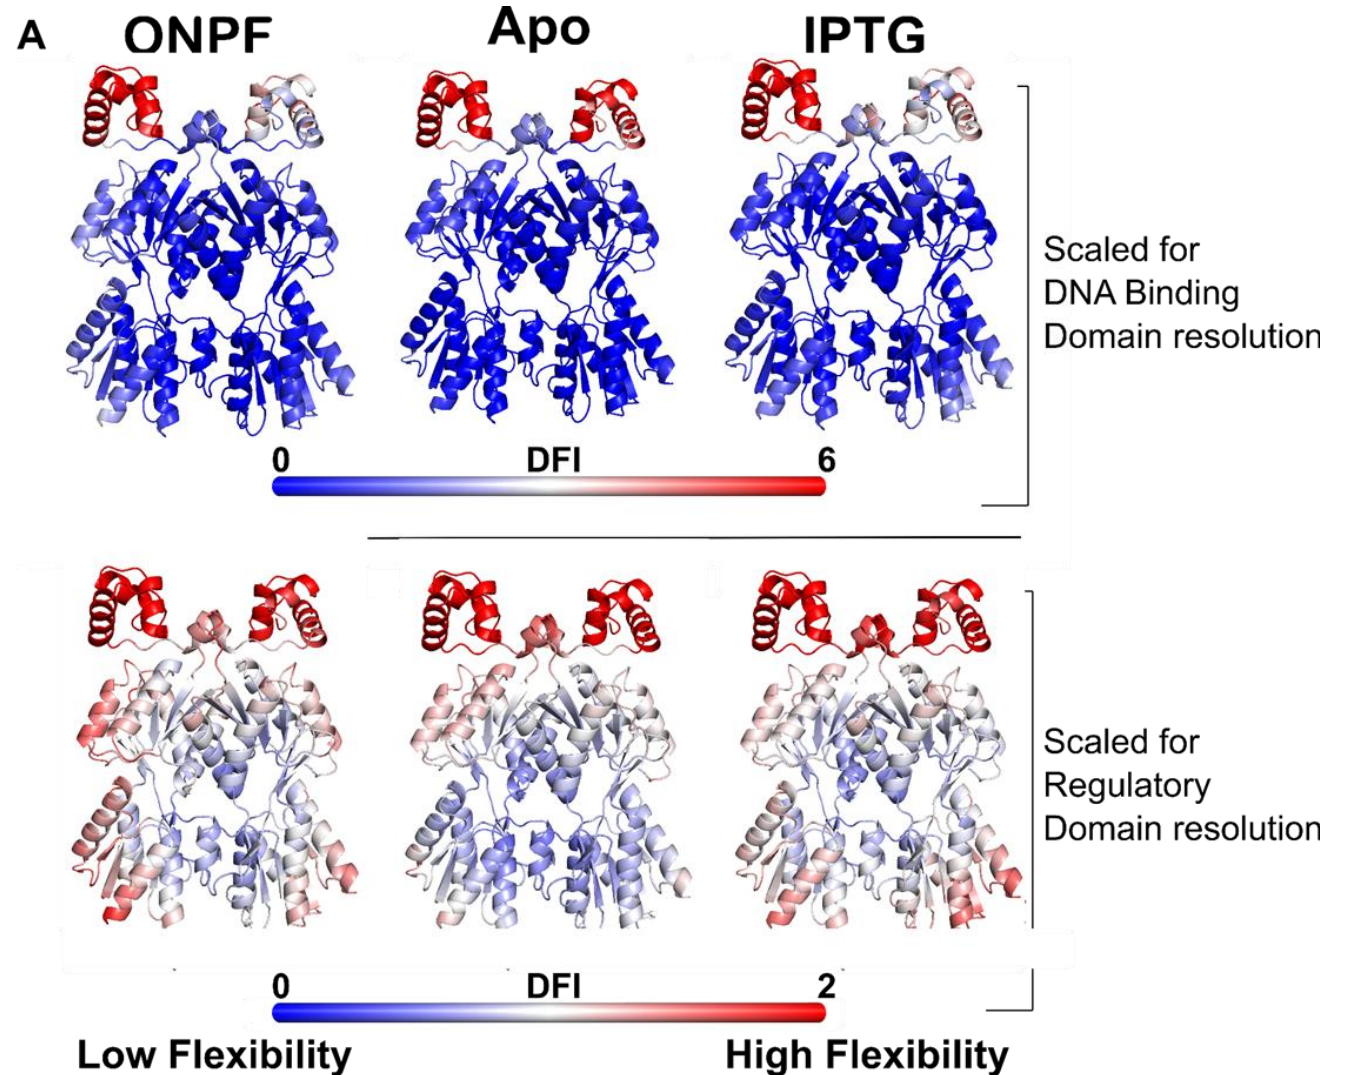 A
ONPF
Apo
IPTG
Scaled for
DNA Binding
Domain resolution
0
DFI
6
Scaled for
Regulatory
Domain resolution
0
DFI
2
Low Flexibility
High Flexibility